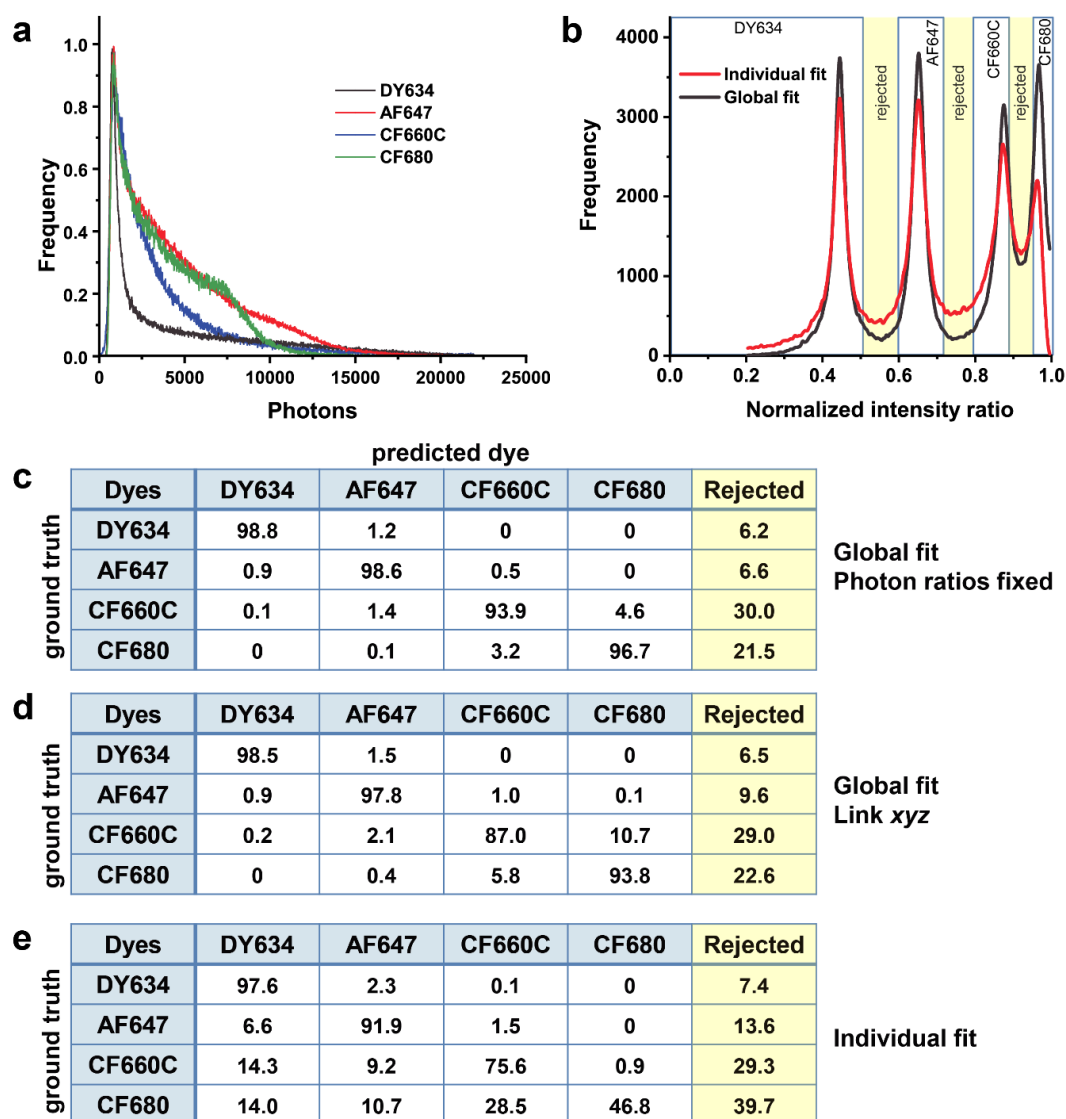 a
Frequency
1.0
0.8
0.6
0.4
0.2
0.0
0
5000
10000
15000
20000
25000
Photons
DY634
AF647
CF660C
CF680
b
Frequency
4000
3000
2000
1000
0
0.0
0.2
0.4
0.6
0.8
1.0
Normalized intensity ratio
DY634
rejected
AF647
rejected
CF660C
rejected
CF680
Individual fit
Global fit
predicted dye
c
ground truth
Dyes DY634 AF647 CF660C CF680 Rejected
DY634 98.8 1.2 0 0 6.2
AF647 0.9 98.6 0.5 0 6.6
CF660C 0.1 1.4 93.9 4.6 30.0
CF680 0 0.1 3.2 96.7 21.5
Global fit
Photon ratios fixed
d
ground truth
Dyes DY634 AF647 CF660C CF680 Rejected
DY634 98.5 1.5 0 0 6.5
AF647 0.9 97.8 1.0 0.1 9.6
CF660C 0.2 2.1 87.0 10.7 29.0
CF680 0 0.4 5.8 93.8 22.6
Global fit
Link xyz
e
ground truth
Dyes DY634 AF647 CF660C CF680 Rejected
DY634 97.6 2.3 0.1 0 7.4
AF647 6.6 91.9 1.5 0 13.6
CF660C 14.3 9.2 75.6 0.9 29.3
CF680 14.0 10.7 28.5 46.8 39.7
Individual fit